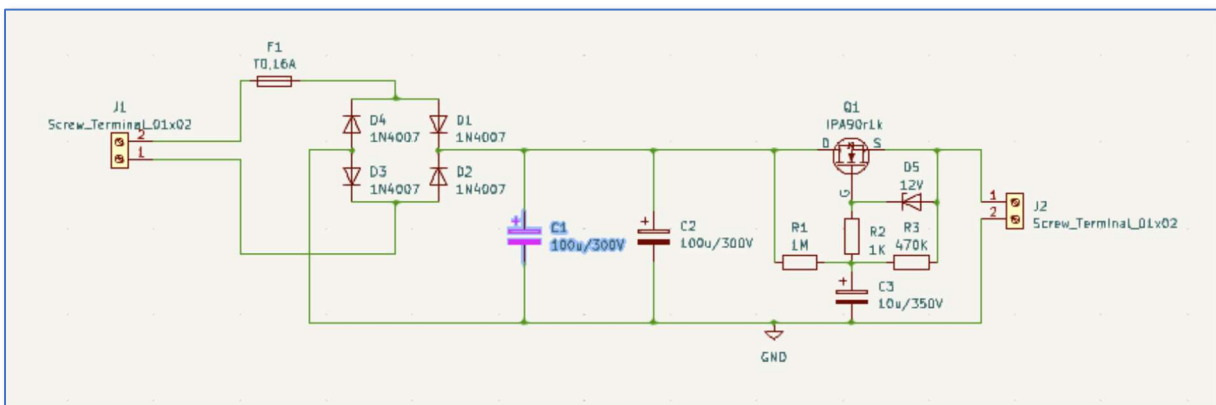 F1
T0,16A
J1
Screw_Terminal_01x02
2
1
D4
1N4007
D1
1N4007
D3
1N4007
D2
1N4007
C1
100u/300V
C2
100u/300V
Q1
IPA90r1k
D
S
G
D5
12V
R1
1M
R2
1K
R3
470K
C3
10u/350V
GND
1
2
J2
Screw_Terminal_01x02